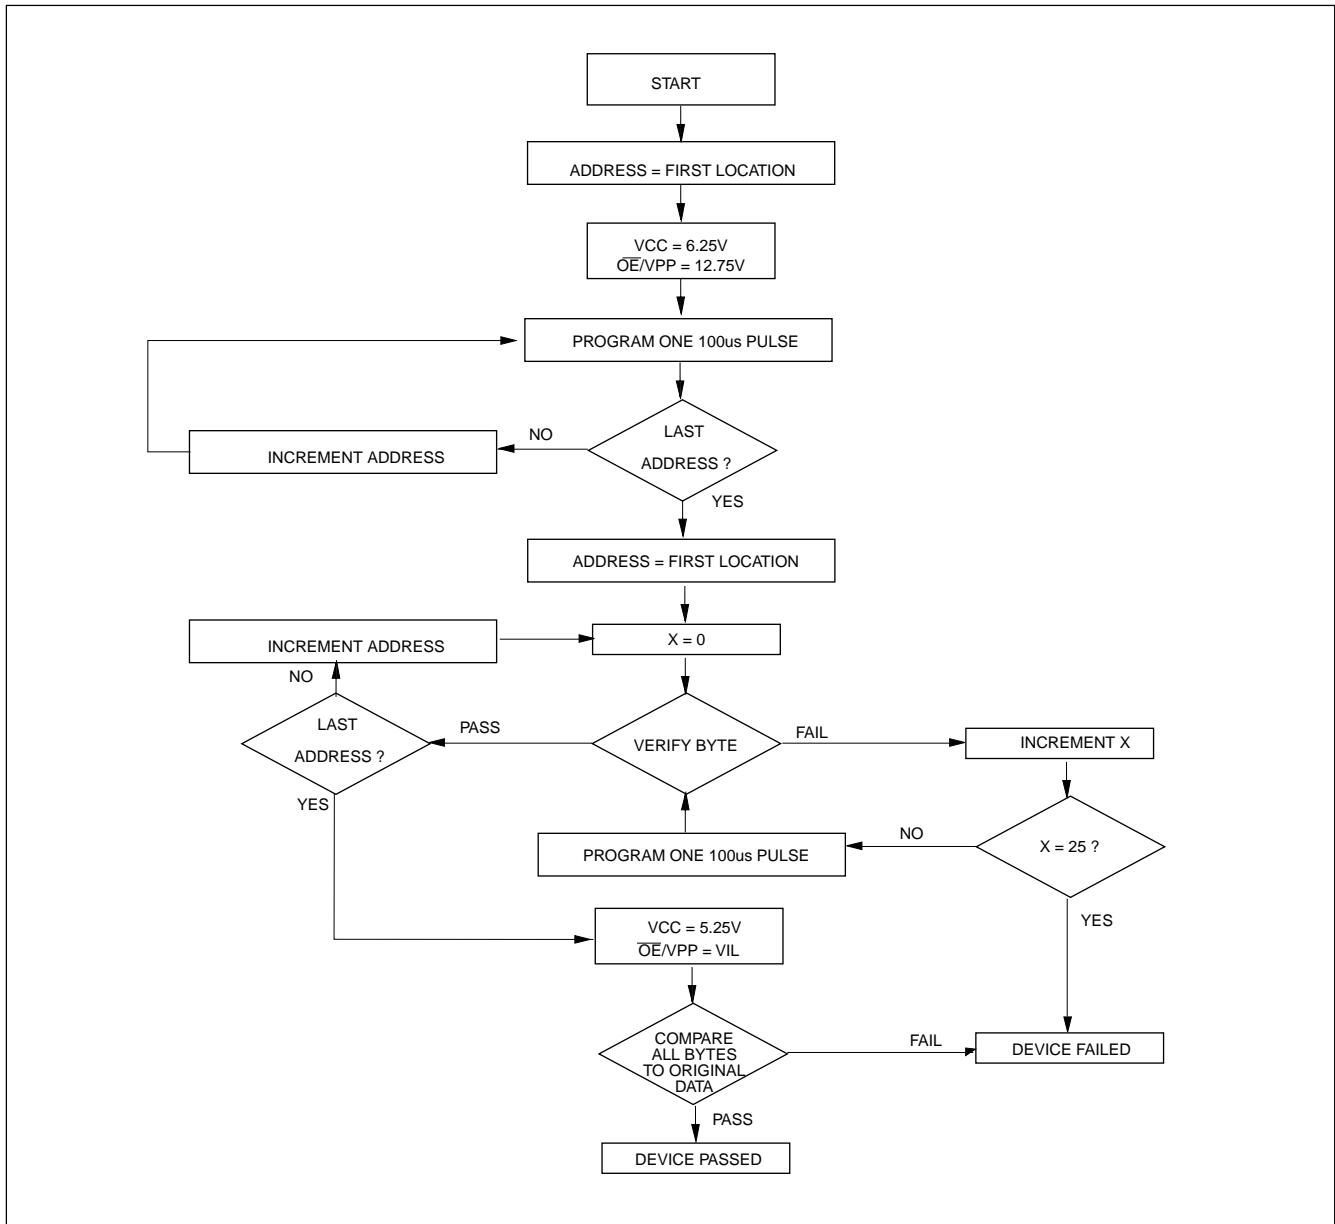 START
ADDRESS = FIRST LOCATION
VCC = 6.25V
O̅E̅/VPP = 12.75V
PROGRAM ONE 100us PULSE
LAST
ADDRESS ?
NO
INCREMENT ADDRESS
YES
ADDRESS = FIRST LOCATION
INCREMENT ADDRESS
X = 0
NO
LAST
ADDRESS ?
PASS
VERIFY BYTE
FAIL
INCREMENT X
YES
PROGRAM ONE 100us PULSE
NO
X = 25 ?
YES
VCC = 5.25V
O̅E̅/VPP = VIL
COMPARE
ALL BYTES
TO ORIGINAL
DATA
FAIL
DEVICE FAILED
PASS
DEVICE PASSED